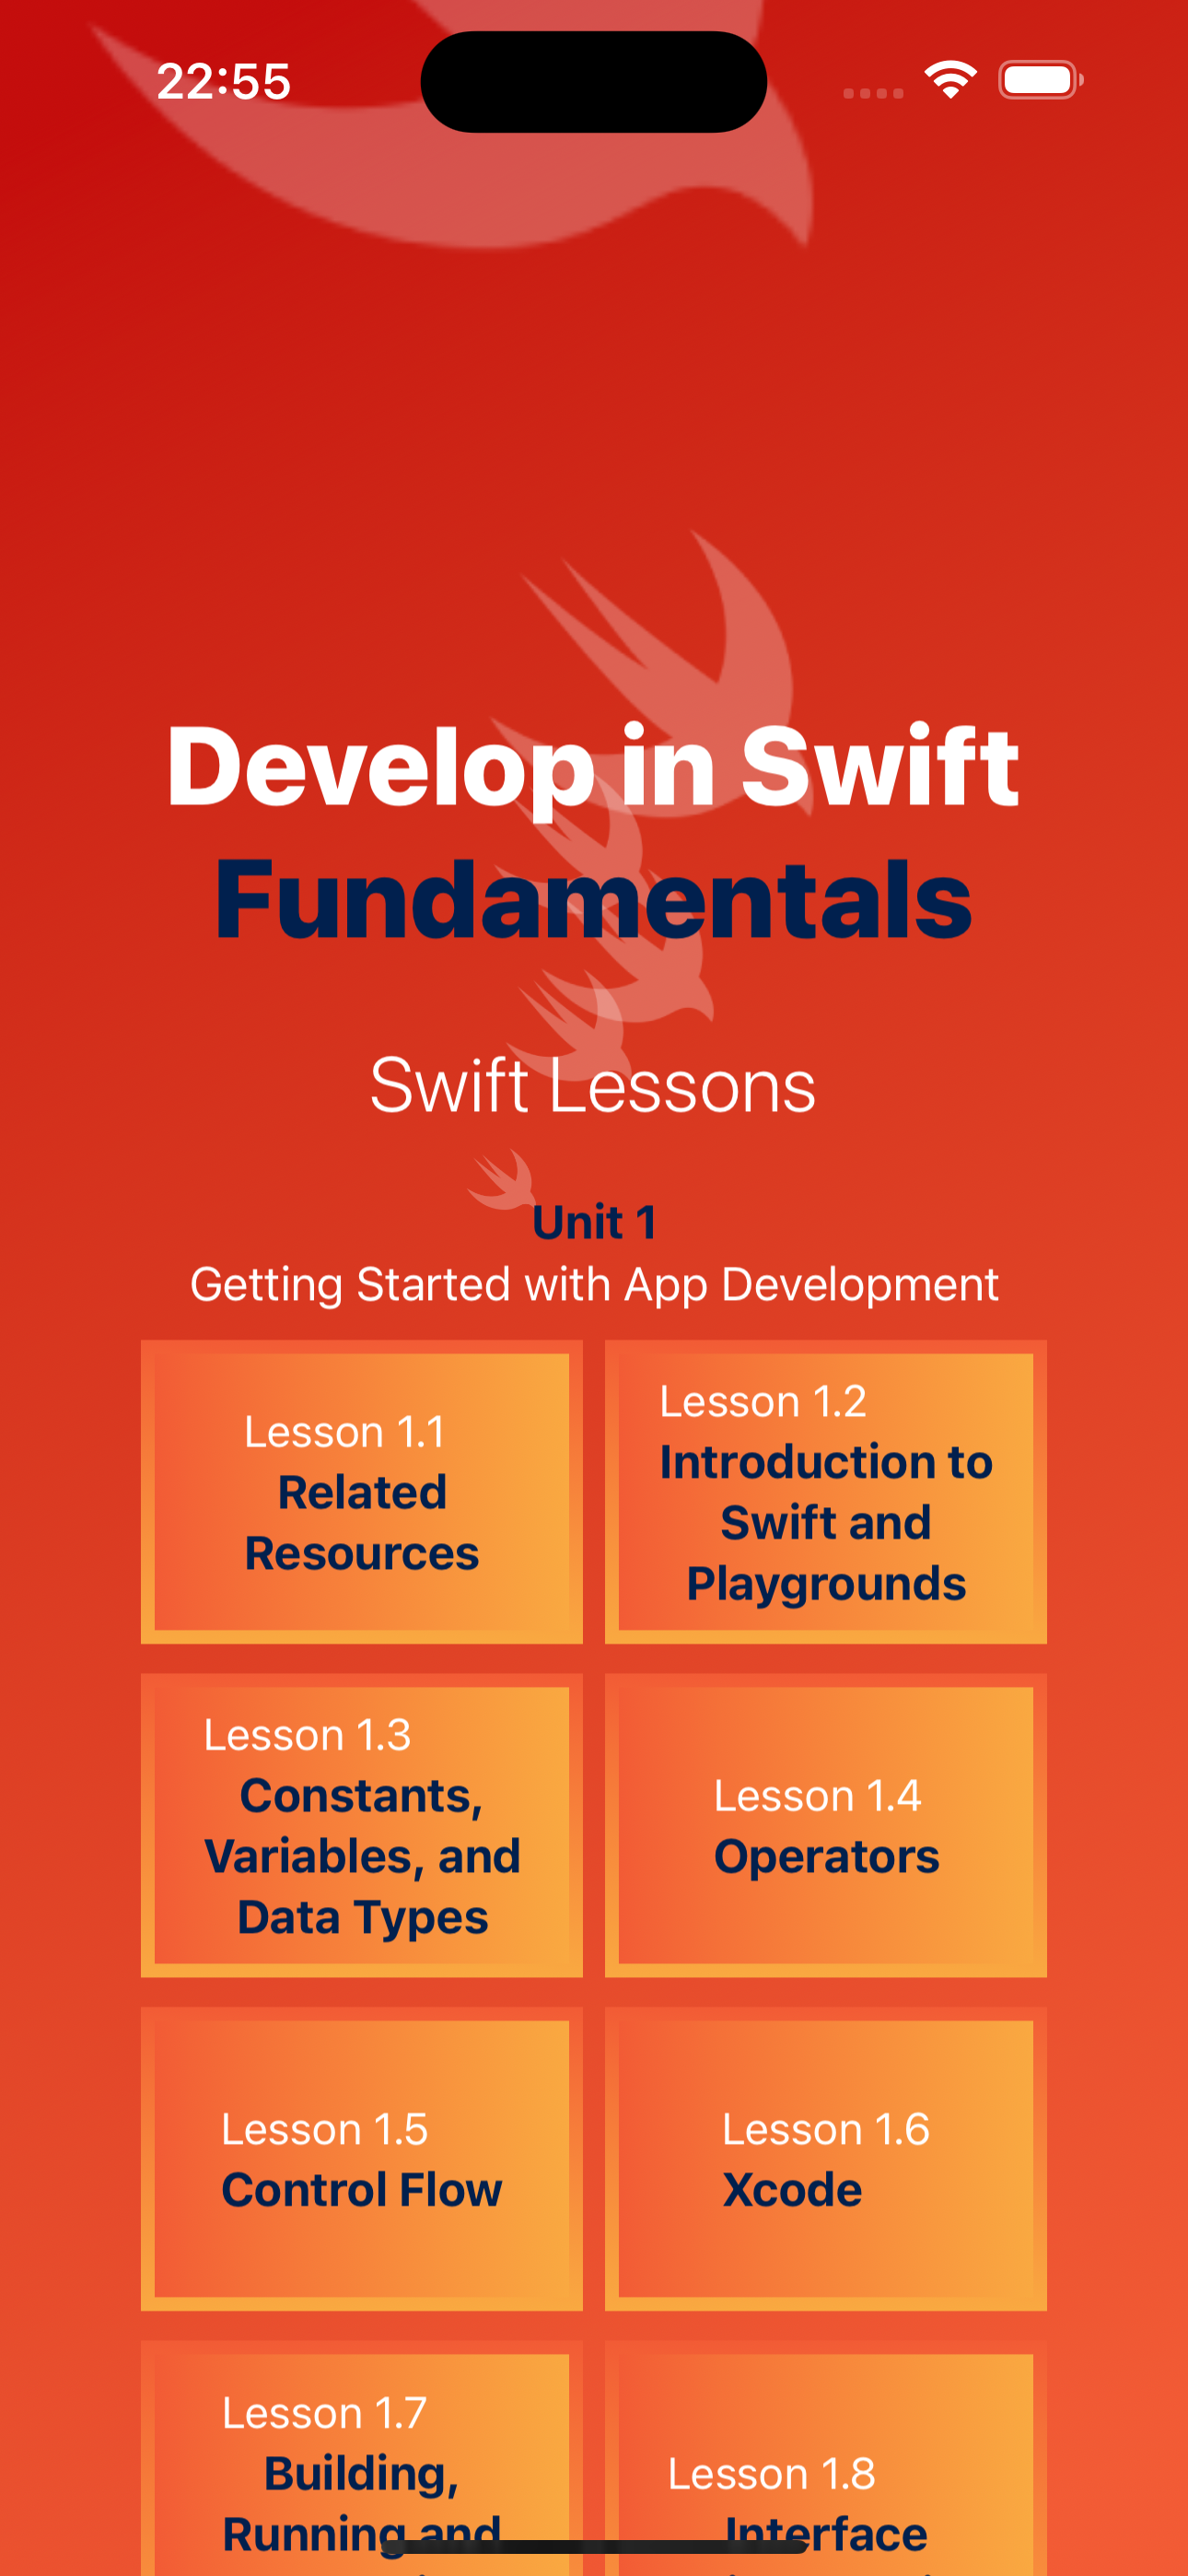 22:55
Develop in Swift
Fundamentals
Swift Lessons
Unit 1
Getting Started with App Development
Lesson 1.1
Related
Resources
Lesson 1.2
Introduction to
Swift and
Playgrounds
Lesson 1.3
Constants,
Variables, and
Data Types
Lesson 1.4
Operators
Lesson 1.5
Control Flow
Lesson 1.6
Xcode
Lesson 1.7
Building,
Running and
Lesson 1.8
Interface